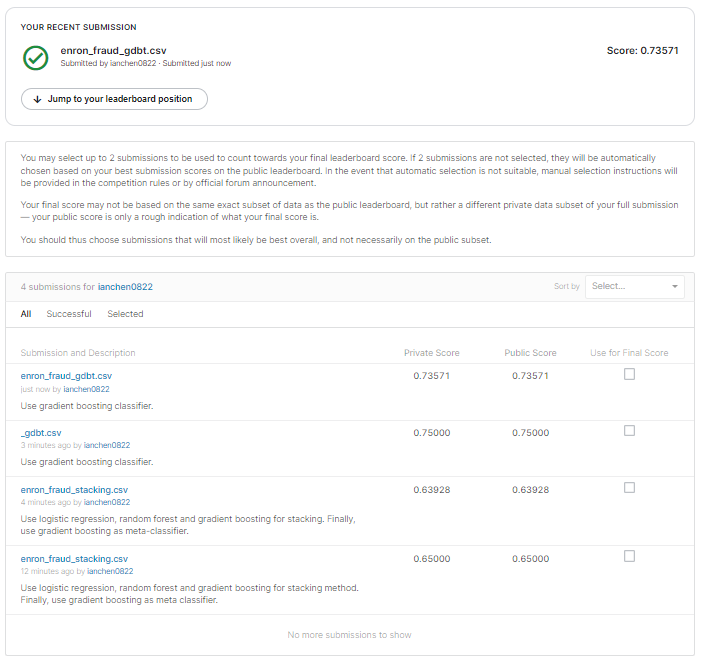 YOUR RECENT SUBMISSION
enron_fraud_gdbt.csv
Score: 0.73571
Submitted by ianchen0822 · Submitted just now
Jump to your leaderboard position
You may select up to 2 submissions to be used to count towards your final leaderboard score. If 2 submissions are not selected, they will be automatically
chosen based on your best submission scores on the public leaderboard. In the event that automatic selection is not suitable, manual selection instructions will
be provided in the competition rules or by official forum announcement.
Your final score may not be based on the same exact subset of data as the public leaderboard, but rather a different private data subset of your full submission
— your public score is only a rough indication of what your final score is.
You should thus choose submissions that will most likely be best overall, and not necessarily on the public subset.
4 submissions for ianchen0822
Sort by
Select...
All Successful Selected
Submission and Description Private Score Public Score Use for Final Score
enron_fraud_gdbt.csv 0.73571 0.73571
just now by ianchen0822
Use gradient boosting classifier.
_gdbt.csv 0.75000 0.75000
3 minutes ago by ianchen0822
Use gradient boosting classifier.
enron_fraud_stacking.csv 0.63928 0.63928
4 minutes ago by ianchen0822
Use logistic regression, random forest and gradient boosting for stacking. Finally,
use gradient boosting as meta-classifier.
enron_fraud_stacking.csv 0.65000 0.65000
12 minutes ago by ianchen0822
Use logistic regression, random forest and gradient boosting for stacking method.
Finally, use gradient boosting as meta classifier.
No more submissions to show